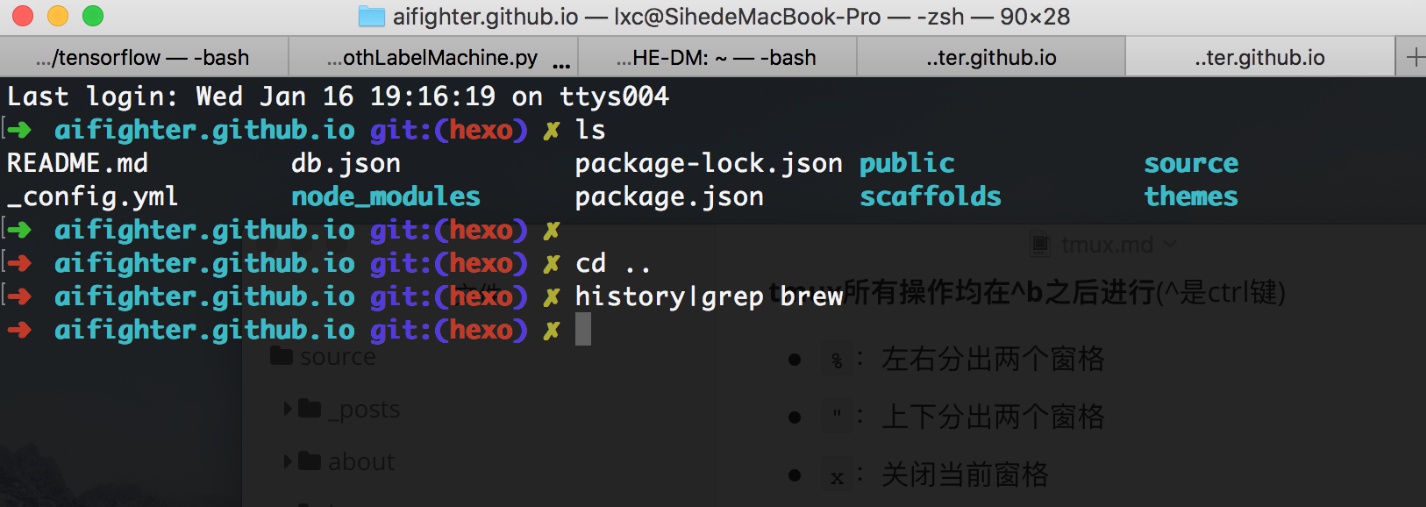 aifighter.github.io — lxc@SihedeMacBook-Pro — -zsh — 90×28
.../tensorflow — -bash ...othLabelMachine.py ... ...HE-DM: ~ — -bash ..ter.github.io ..ter.github.io +
Last login: Wed Jan 16 19:16:19 on ttys004
[➜ aifighter.github.io git:(hexo) ✗ ls
README.md db.json package-lock.json public source
_config.yml node_modules package.json scaffolds themes
[➜ aifighter.github.io git:(hexo) ✗
tmux.md
[➜ aifighter.github.io git:(hexo) ✗ cd ..
[➜ aifighter.github.io git:(hexo) ✗ history|grep brew
所有操作均在^b之后进行(^是ctrl键)
➜ aifighter.github.io git:(hexo) ✗
source
%: 左右分出两个窗格
_posts
": 上下分出两个窗格
about
x: 关闭当前窗格